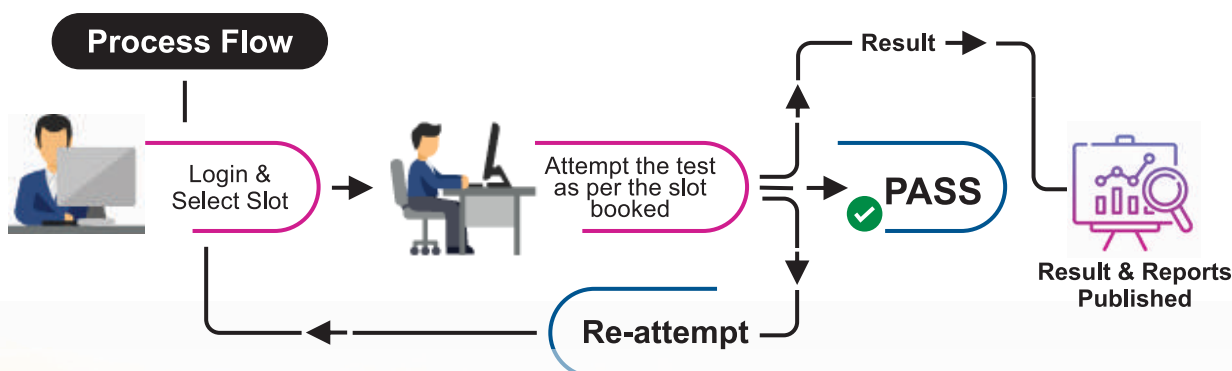 Process Flow
Login &
Select Slot
Attempt the test
as per the slot
booked
Result
PASS
Re-attempt
Result & Reports
Published